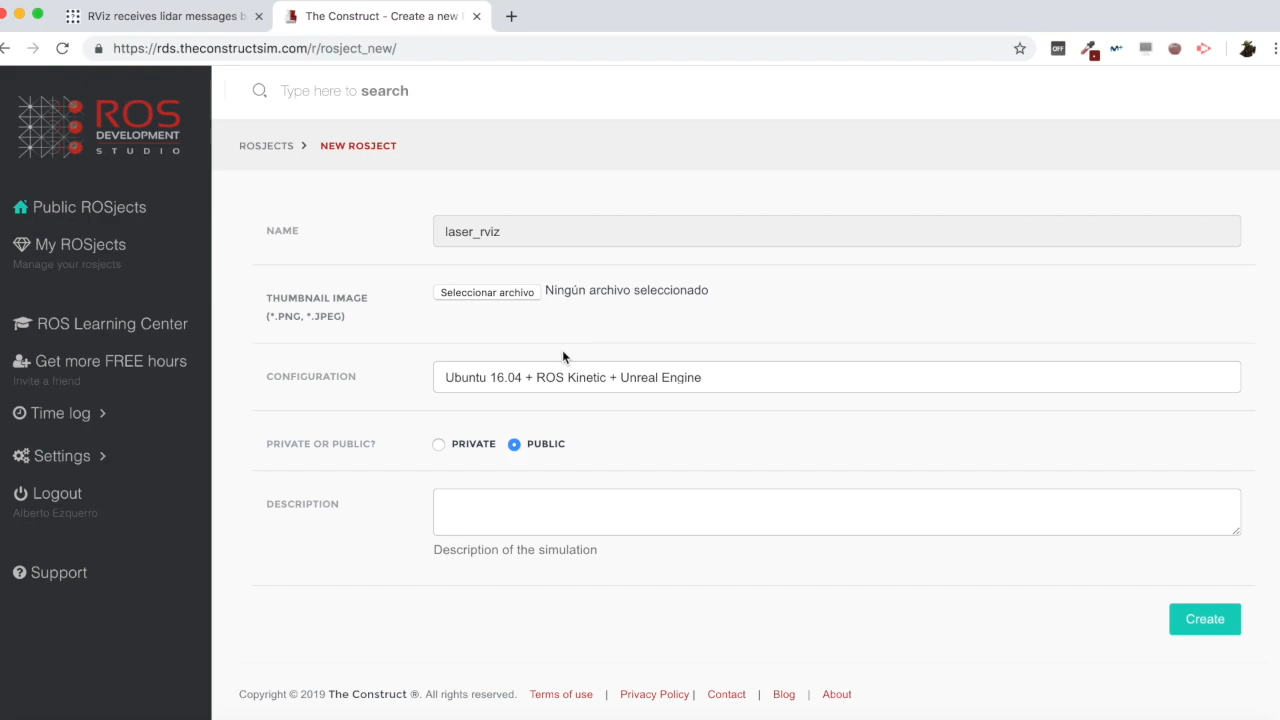 RViz receives lidar messages b
The Construct - Create a new
https://rds.theconstructsim.com/r/rosject_new/
OFF
M+
ROS
DEVELOPMENT
STUDIO
Type here to search
ROSJECTS
NEW ROSJECT
Public ROSjects
My ROSjects
Manage your rosjects
ROS Learning Center
Get more FREE hours
Invite a friend
Time log
Settings
Logout
Alberto Ezquerro
Support
NAME
laser_rviz
THUMBNAIL IMAGE
(*.PNG, *.JPEG)
Seleccionar archivo Ningún archivo seleccionado
CONFIGURATION
Ubuntu 16.04 + ROS Kinetic + Unreal Engine
PRIVATE OR PUBLIC?
PRIVATE PUBLIC
DESCRIPTION
Description of the simulation
Create
Copyright © 2019 The Construct ®. All rights reserved. Terms of use | Privacy Policy | Contact | Blog | About